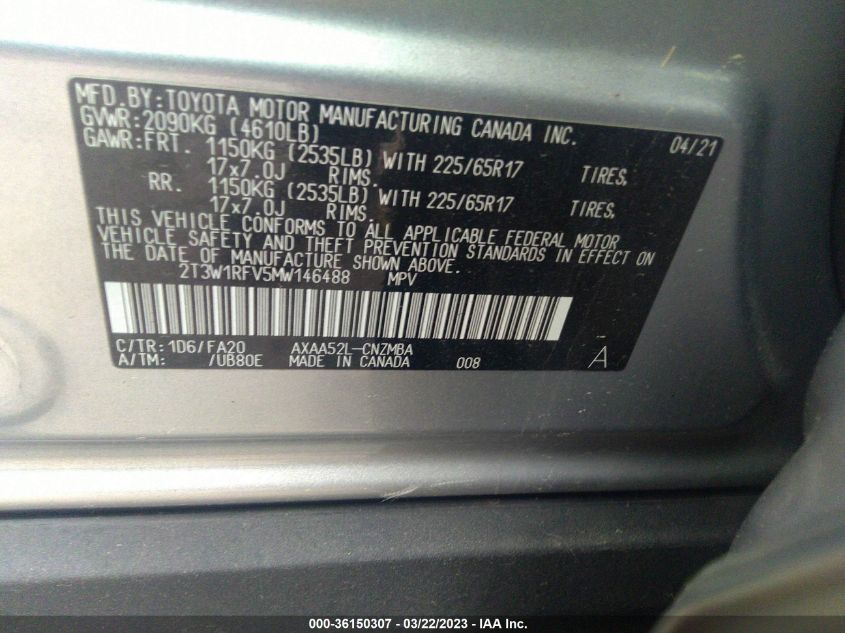 MFD.BY:TOYOTA MOTOR MANUFACTURING CANADA INC.
GVWR:2090KG (4610LB) 04/21
GAWR:FRT. 1150KG (2535LB) WITH 225/65R17 TIRES,
17x7.0J RIMS.
RR. 1150KG (2535LB) WITH 225/65R17 TIRES,
17x7.0J RIMS.
THIS VEHICLE CONFORMS TO ALL APPLICABLE FEDERAL MOTOR
VEHICLE SAFETY AND THEFT PREVENTION STANDARDS IN EFFECT ON
THE DATE OF MANUFACTURE SHOWN ABOVE.
2T3W1RFV5MW146488 MPV
C/TR:1D6/FA20 AXAA52L-CNZMBA
A/TM: /UB80E MADE IN CANADA 008 A
000-36150307 - 03/22/2023 - IAA Inc.